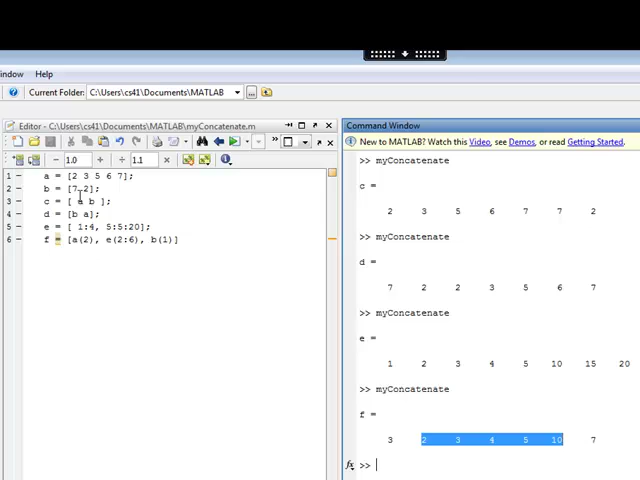 indow Help
Current Folder: C:\Users\cs41\Documents\MATLAB
Editor - C:\Users\cs41\Documents\MATLAB\myConcatenate.m
1.0 1.1
1 a = [2 3 5 6 7];
2 b = [7 2];
3 c = [ a b ];
4 d = [b a];
5 e = [ 1:4, 5:5:20];
6 f = [a(2), e(2:6), b(1)]
Command Window
New to MATLAB? Watch this Video, see Demos, or read Getting Started.
>> myConcatenate
c =
2 3 5 6 7 7 2
>> myConcatenate
d =
7 2 2 3 5 6 7
>> myConcatenate
e =
1 2 3 4 5 10 15 20
>> myConcatenate
f =
3 2 3 4 5 10 7
fx >>